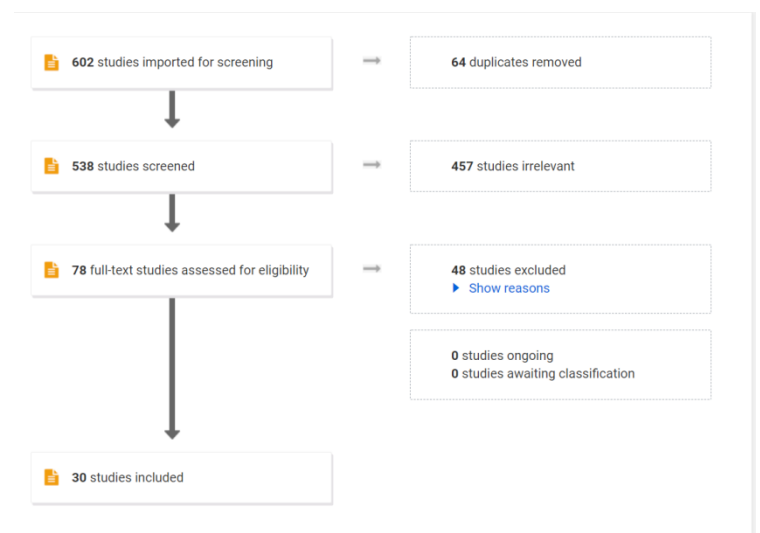 602 studies imported for screening
64 duplicates removed
538 studies screened
457 studies irrelevant
78 full-text studies assessed for eligibility
48 studies excluded
Show reasons
0 studies ongoing
0 studies awaiting classification
30 studies included